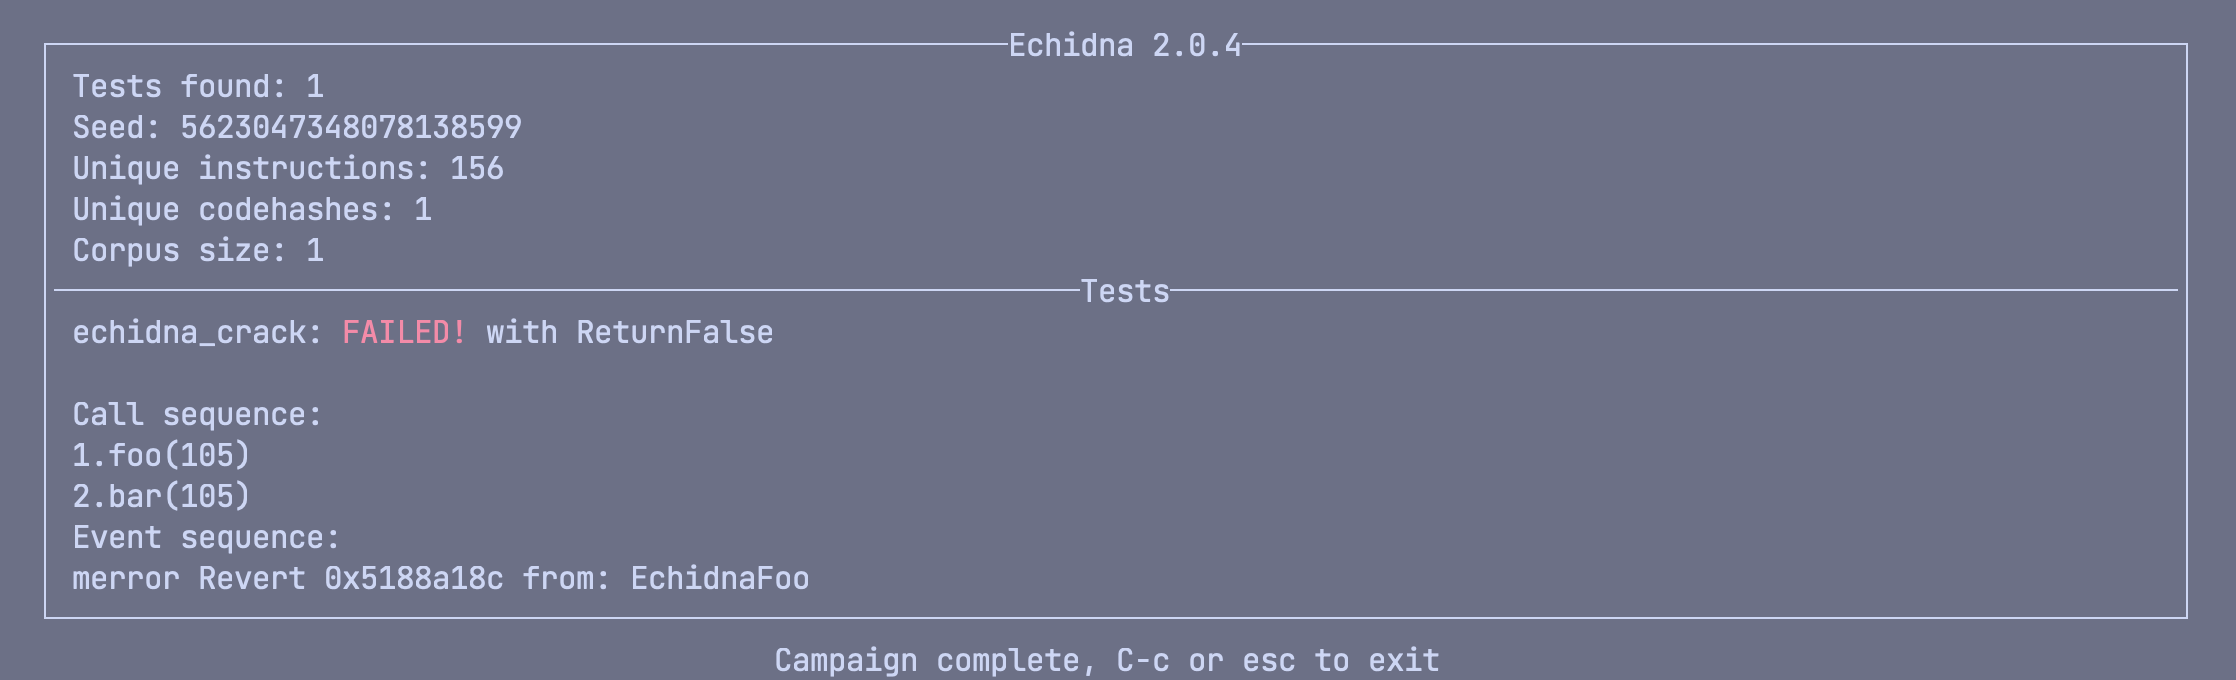 Echidna 2.0.4
Tests found: 1
Seed: 5623047348078138599
Unique instructions: 156
Unique codehashes: 1
Corpus size: 1
Tests
echidna_crack: FAILED! with ReturnFalse
Call sequence:
1.foo(105)
2.bar(105)
Event sequence:
merror Revert 0x5188a18c from: EchidnaFoo
Campaign complete, C-c or esc to exit